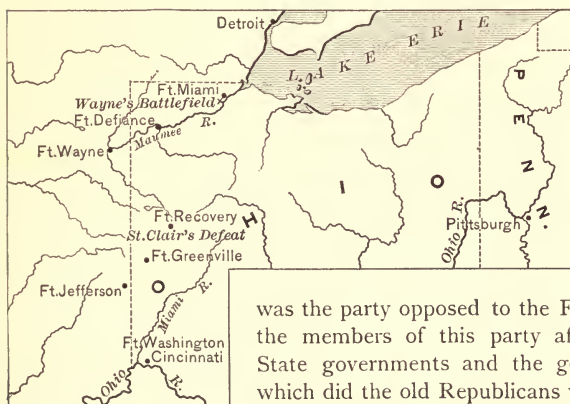 Detroit
LAKE ERIE
Ft.Miami
Wayne's Battlefield
Ft.Defiance
Maumee R.
Ft.Wayne
PENN.
OHIO
Ft.Recovery
St.Clair's Defeat
Pittsburgh
Ohio R.
Ft.Greenville
Ft.Jefferson
Miami R.
Ft.Washington
Cincinnati
Ohio R.
was the party opposed to the F
the members of this party af
State governments and the go
which did the old Republicans